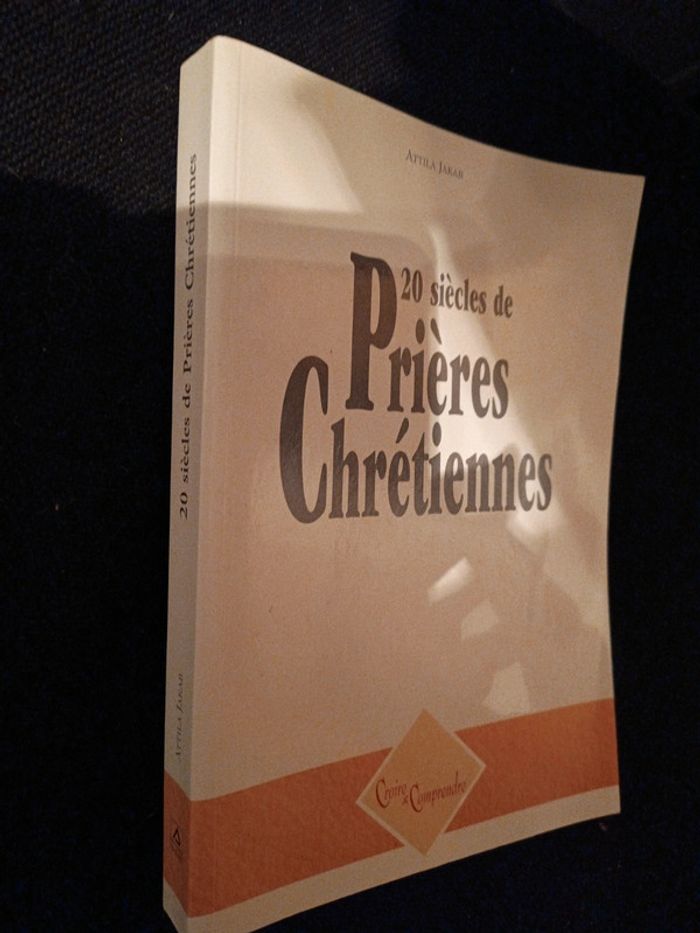 ATTILA JAKAB
20 siècles de
Prières
Chrétiennes
Croire
et Comprendre
20 siècles de Prières Chrétiennes
ATTILA JAKAB